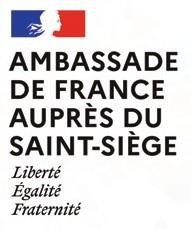 AMBASSADE
DE FRANCE
AUPRÈS DU
SAINT-SIÈGE
Liberté
Égalité
Fraternité